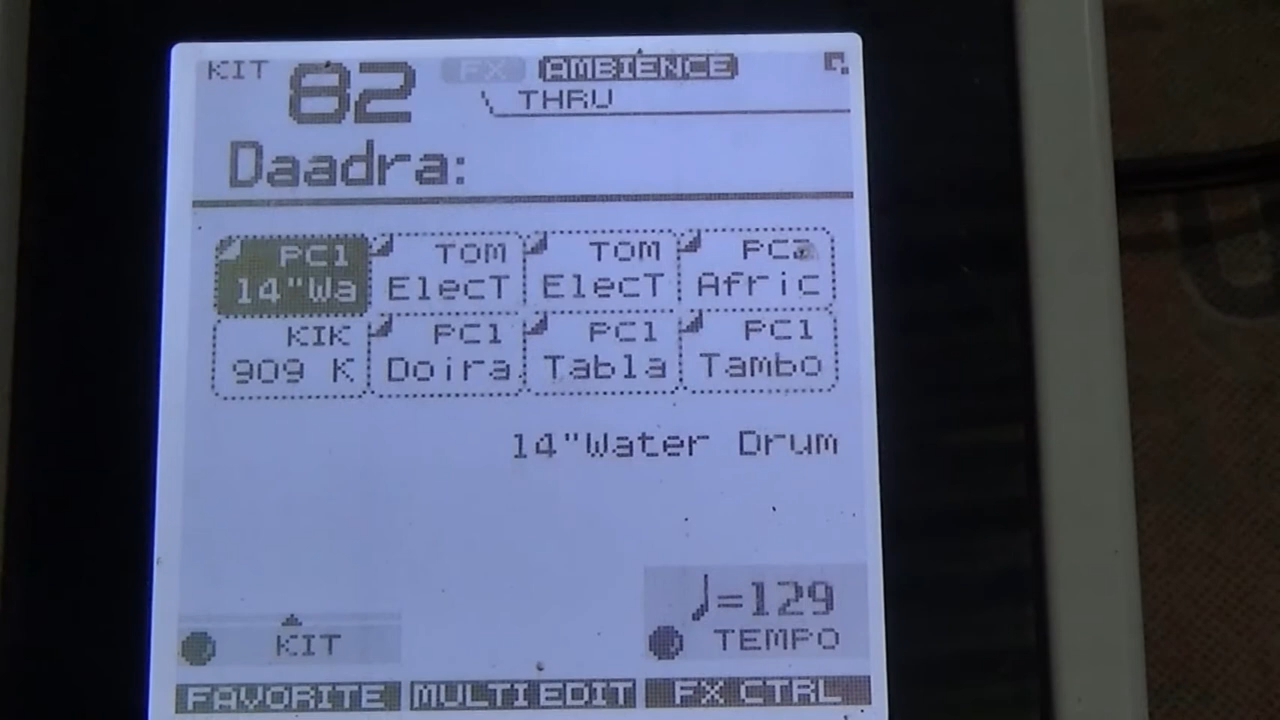 KIT 82 FX AMBIENCE
THRU
Daadra:
PC1 TOM TOM PC2
14"Wa ElecT ElecT Afric
KIK PC1 PC1 PC1
909 K Doira Tabla Tambo
14"Water Drum
♩=129
KIT TEMPO
FAVORITE MULTI EDIT FX CTRL